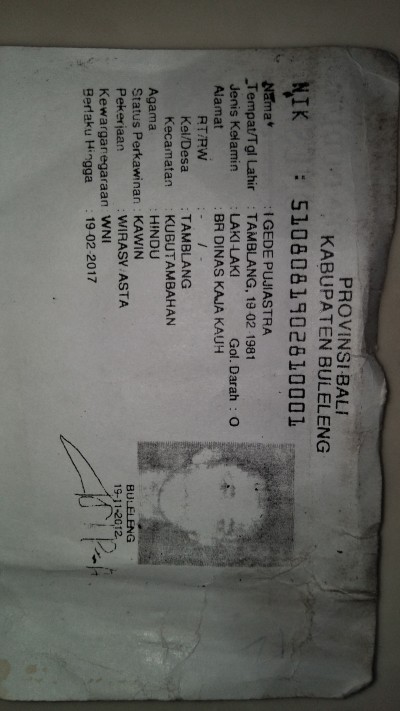 PROVINSI BALI
KABUPATEN BULELENG
NIK : 5108081902810001
Nama : I GEDE PUJIASTRA
Tempat/Tgl Lahir : TAMBLANG, 19-02-1981
Jenis Kelamin : LAKI-LAKI Gol. Darah : O
Alamat : BR DINAS KAJA KAUH
RT/RW : - / -
Kel/Desa : TAMBLANG
Kecamatan : KUBUTAMBAHAN
Agama : HINDU
Status Perkawinan : KAWIN
Pekerjaan : WIRASWASTA
Kewarganegaraan : WNI
Berlaku Hingga : 19-02-2017
BULELENG
19-11-2012